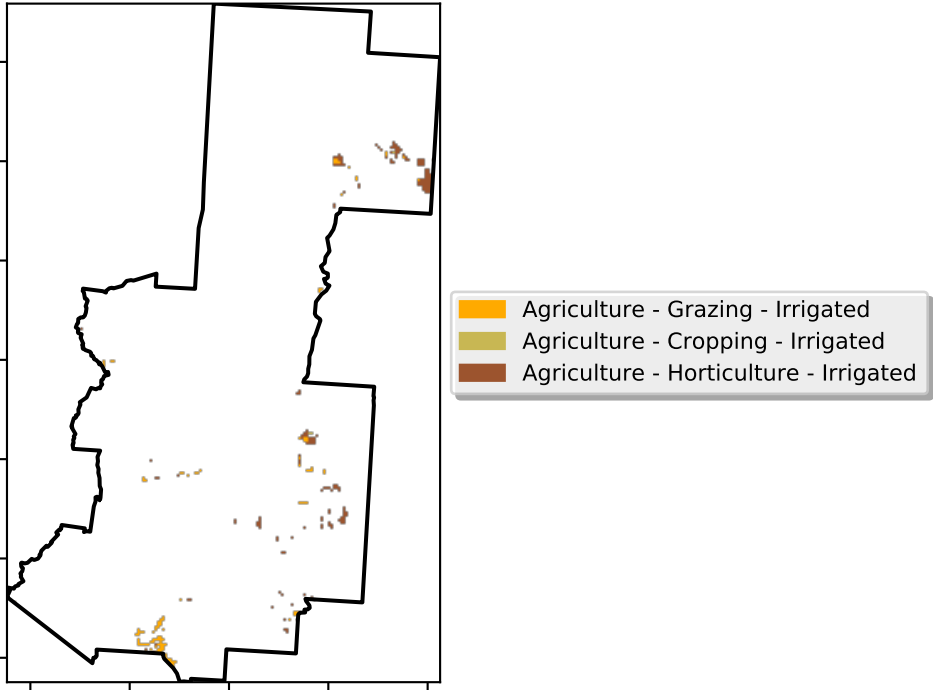 Agriculture - Grazing - Irrigated
Agriculture - Cropping - Irrigated
Agriculture - Horticulture - Irrigated